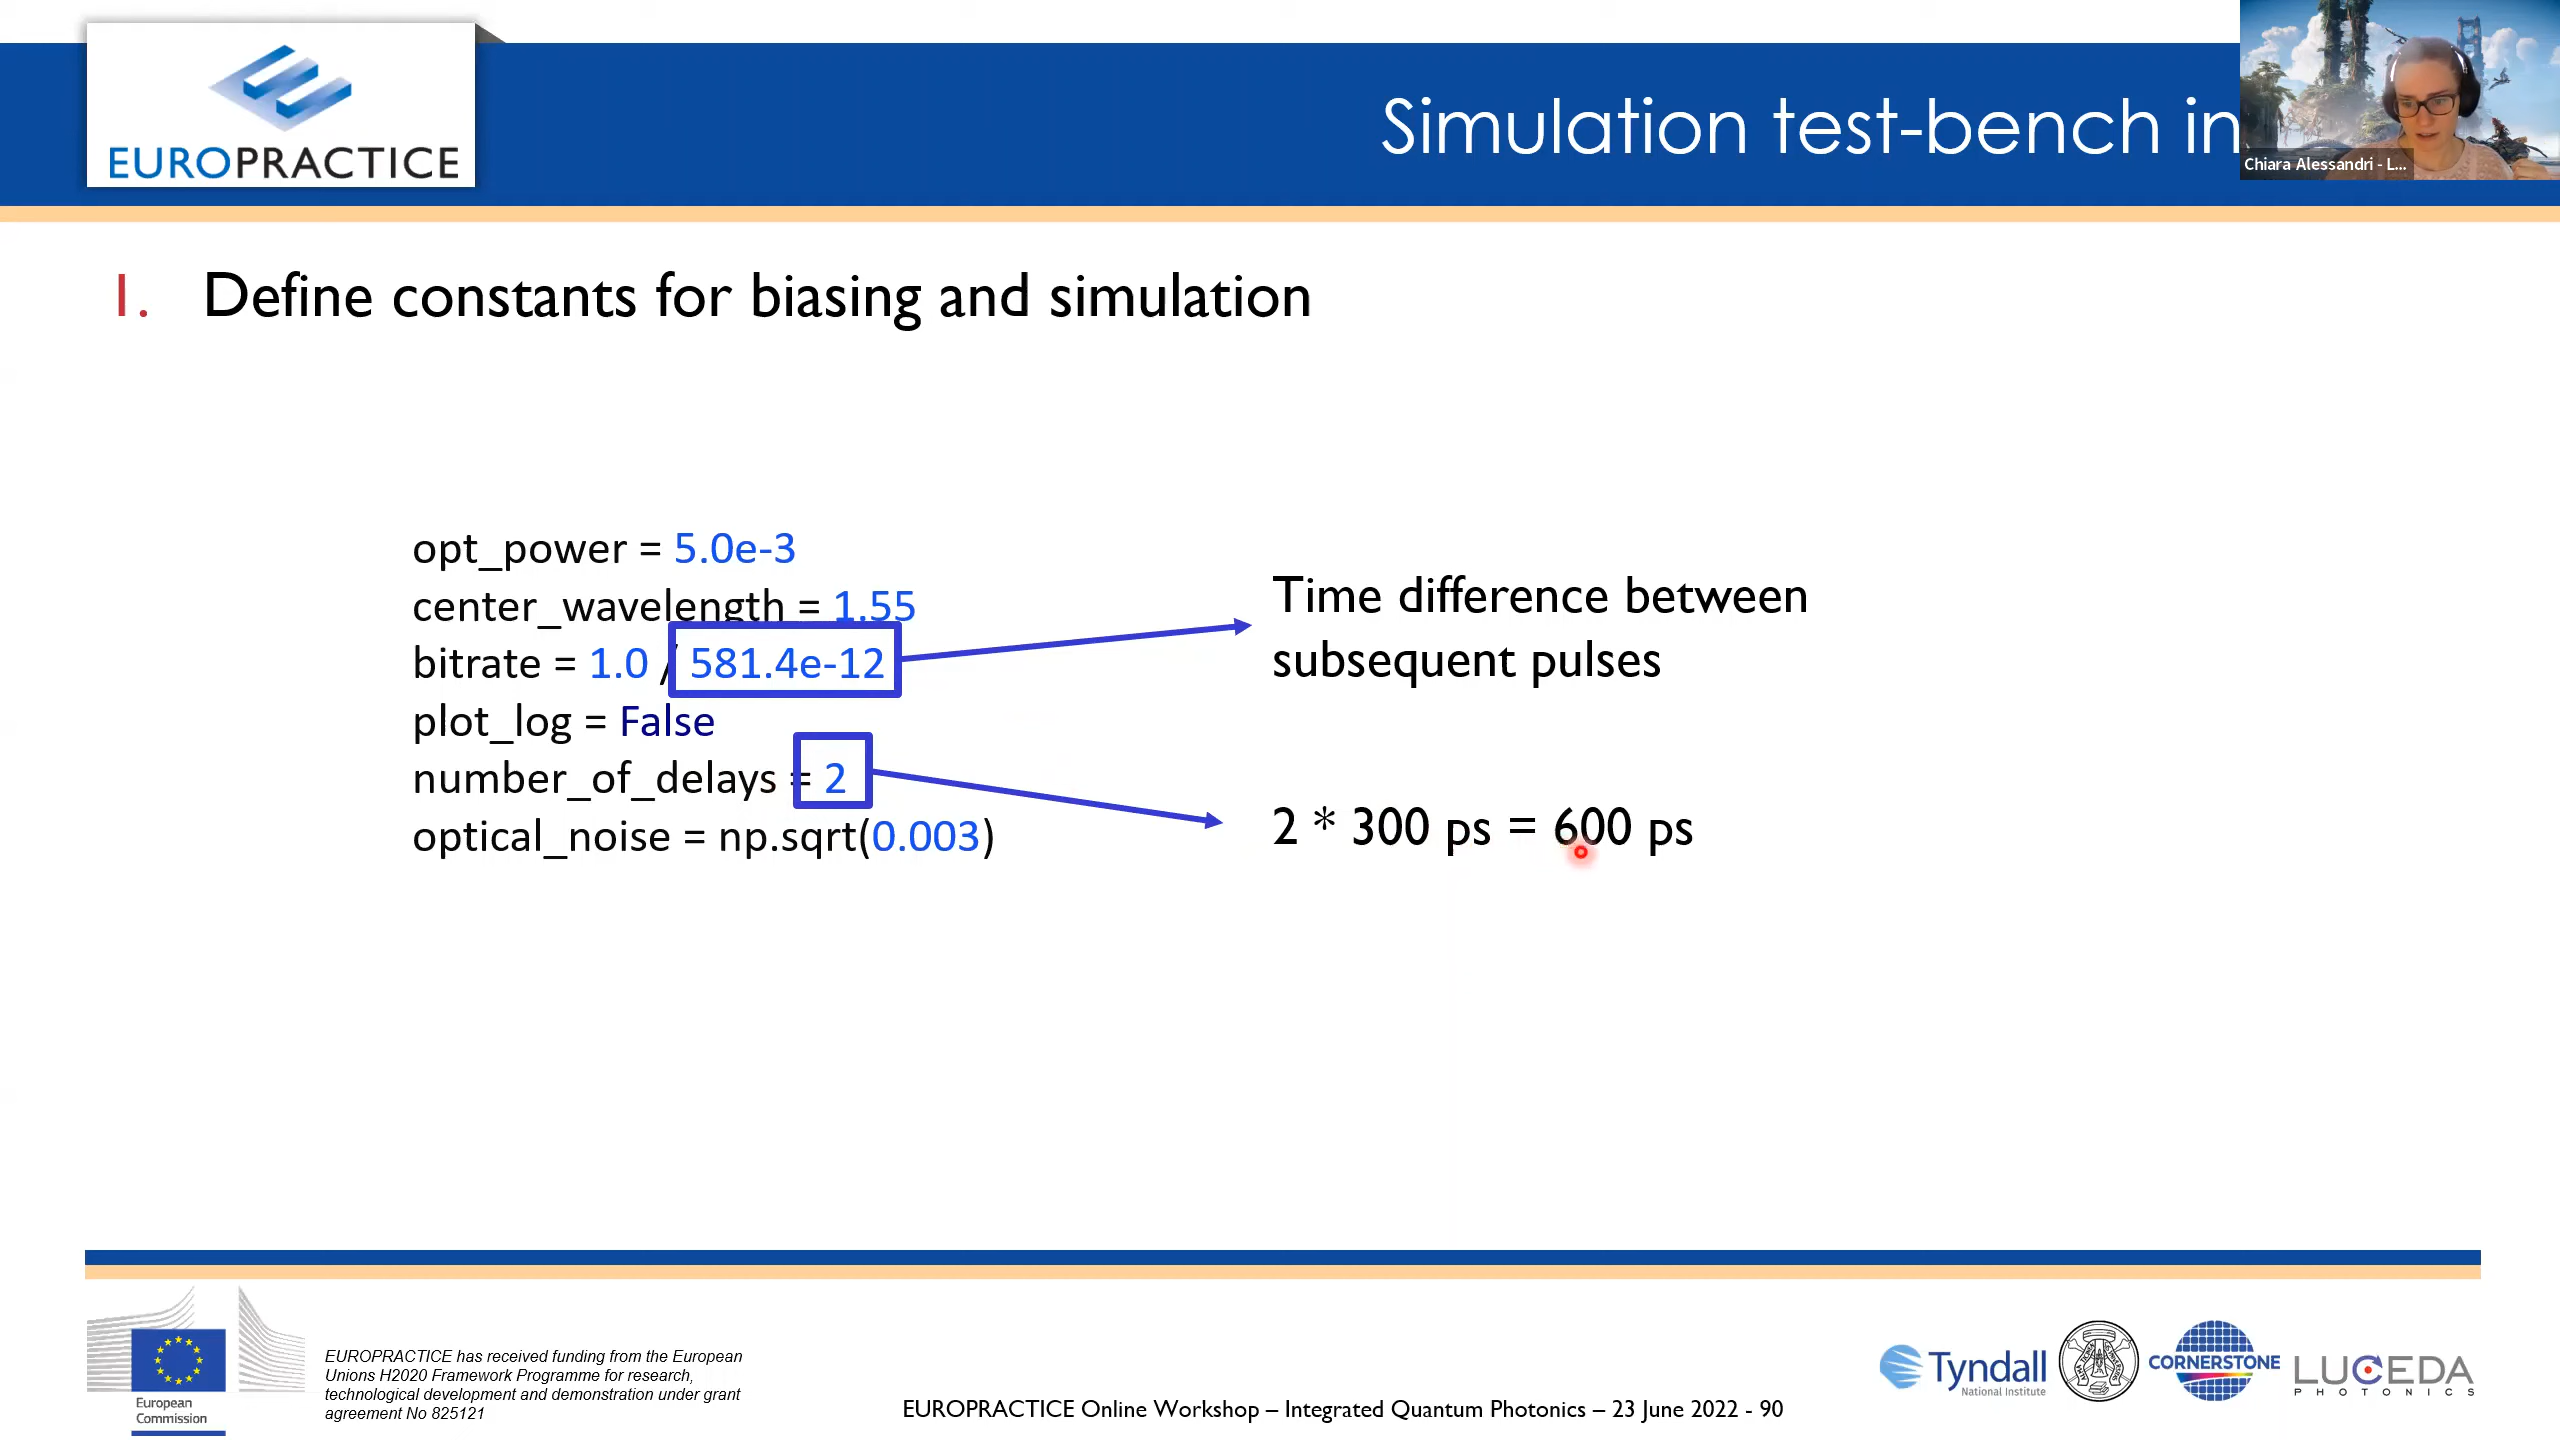 EUROPRACTICE
Simulation test-bench in
Chiara Alessandri - L...
1. Define constants for biasing and simulation
opt_power = 5.0e-3
center_wavelength = 1.55
bitrate = 1.0 / 581.4e-12
plot_log = False
number_of_delays = 2
optical_noise = np.sqrt(0.003)
Time difference between
subsequent pulses
2 * 300 ps = 600 ps
European
Commission
EUROPRACTICE has received funding from the European
Unions H2020 Framework Programme for research,
technological development and demonstration under grant
agreement No 825121
EUROPRACTICE Online Workshop – Integrated Quantum Photonics – 23 June 2022 - 90
Tyndall
National Institute
CORNERSTONE
LUCEDA
PHOTONICS